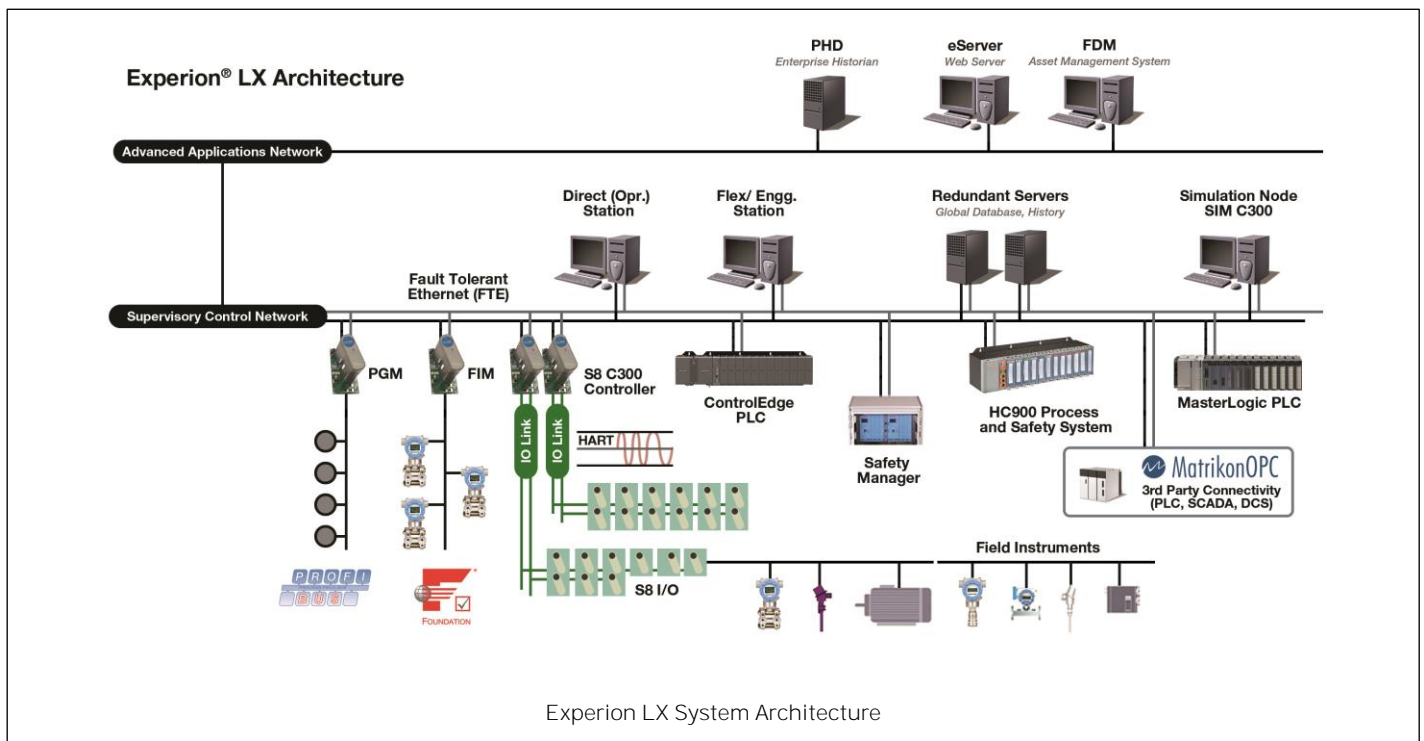 Experion® LX Architecture
PHD
Enterprise Historian
eServer
Web Server
FDM
Asset Management System
Advanced Applications Network
Direct (Opr.)
Station
Flex/ Engg.
Station
Redundant Servers
Global Database, History
Simulation Node
SIM C300
Fault Tolerant
Ethernet (FTE)
Supervisory Control Network
PGM
FIM
S8 C300
Controller
ControlEdge
PLC
Safety
Manager
HC900 Process
and Safety System
MasterLogic PLC
IO Link
IO Link
HART
MatrikonOPC
3rd Party Connectivity
(PLC, SCADA, DCS)
S8 I/O
Field Instruments
PROFI
BUS
FOUNDATION
Experion LX System Architecture